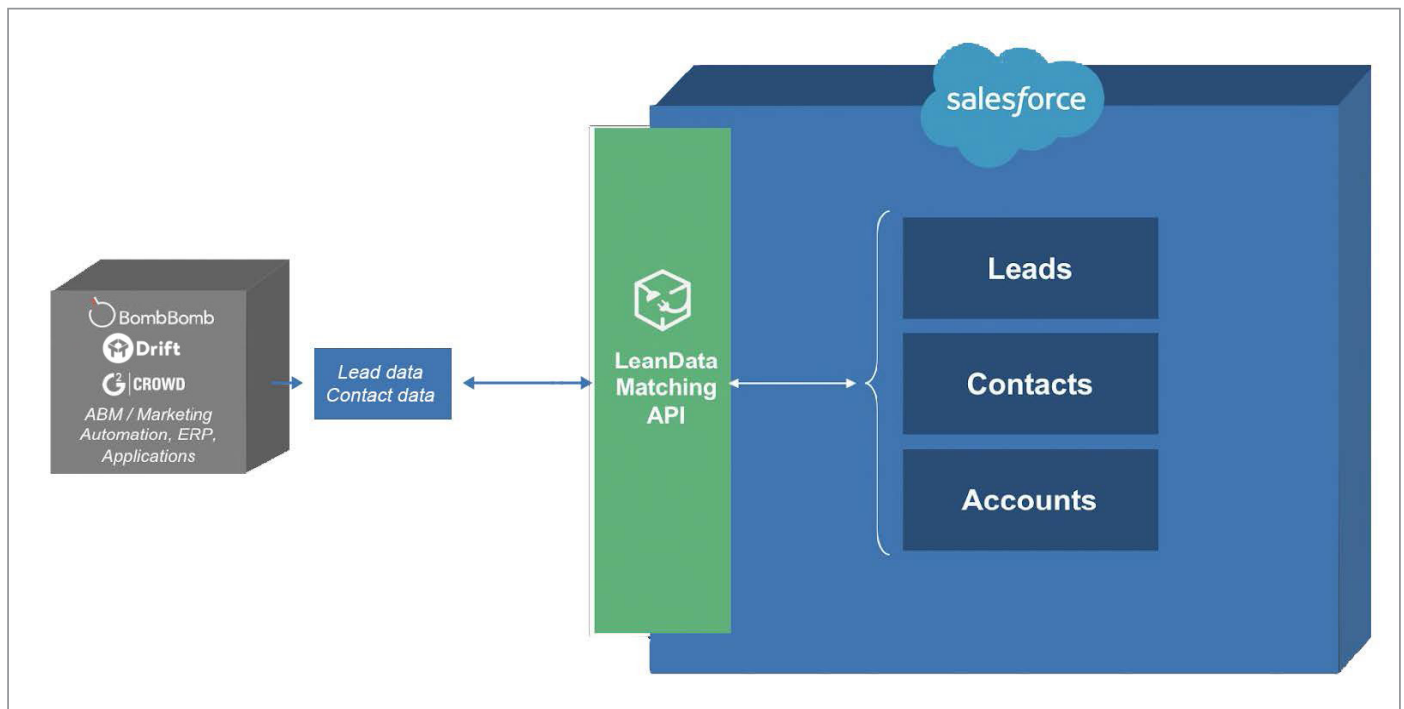 salesforce
BombBomb
Drift
G2 | CROWD
ABM / Marketing
Automation, ERP,
Applications
Lead data
Contact data
LeanData
Matching
API
Leads
Contacts
Accounts